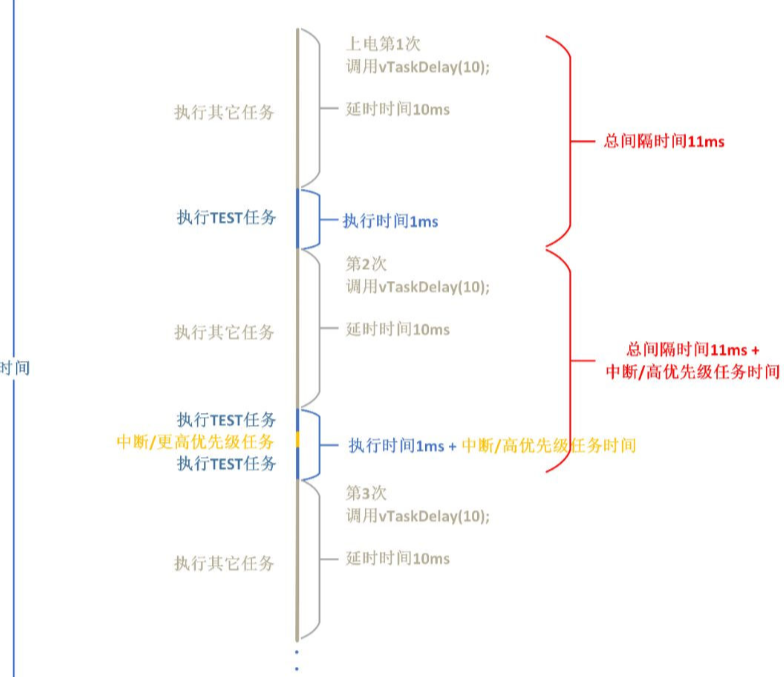 上电第1次
调用vTaskDelay(10);
执行其它任务
延时时间10ms
总间隔时间11ms
执行TEST任务
执行时间1ms
第2次
调用vTaskDelay(10);
执行其它任务
延时时间10ms
总间隔时间11ms +
中断/高优先级任务时间
时间
执行TEST任务
中断/更高优先级任务
执行TEST任务
执行时间1ms + 中断/高优先级任务时间
第3次
调用vTaskDelay(10);
执行其它任务
延时时间10ms